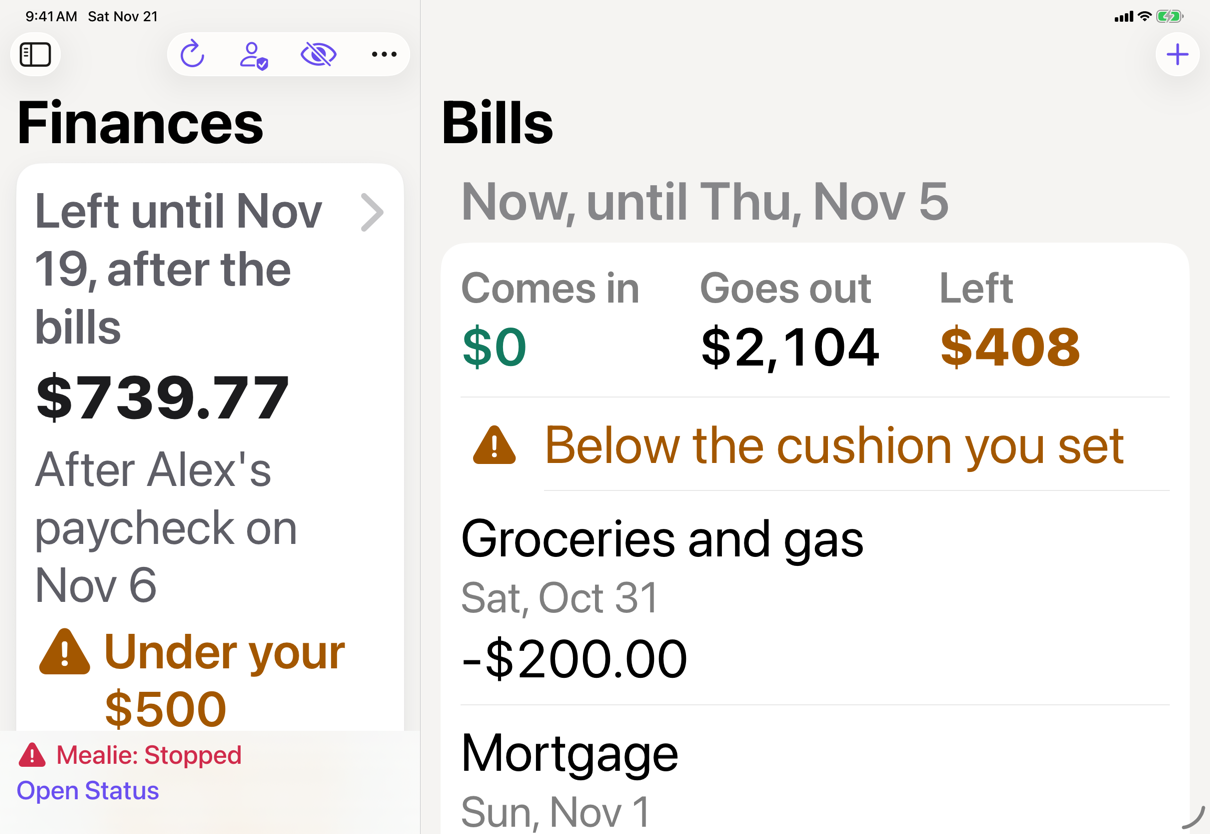 9:41 AM Sat Nov 21
Finances
Left until Nov
19, after the
bills
$739.77
After Alex's
paycheck on
Nov 6
Under your
$500
Mealie: Stopped
Open Status
Bills
Now, until Thu, Nov 5
Comes in Goes out Left
$0 $2,104 $408
Below the cushion you set
Groceries and gas
Sat, Oct 31
-$200.00
Mortgage
Sun, Nov 1